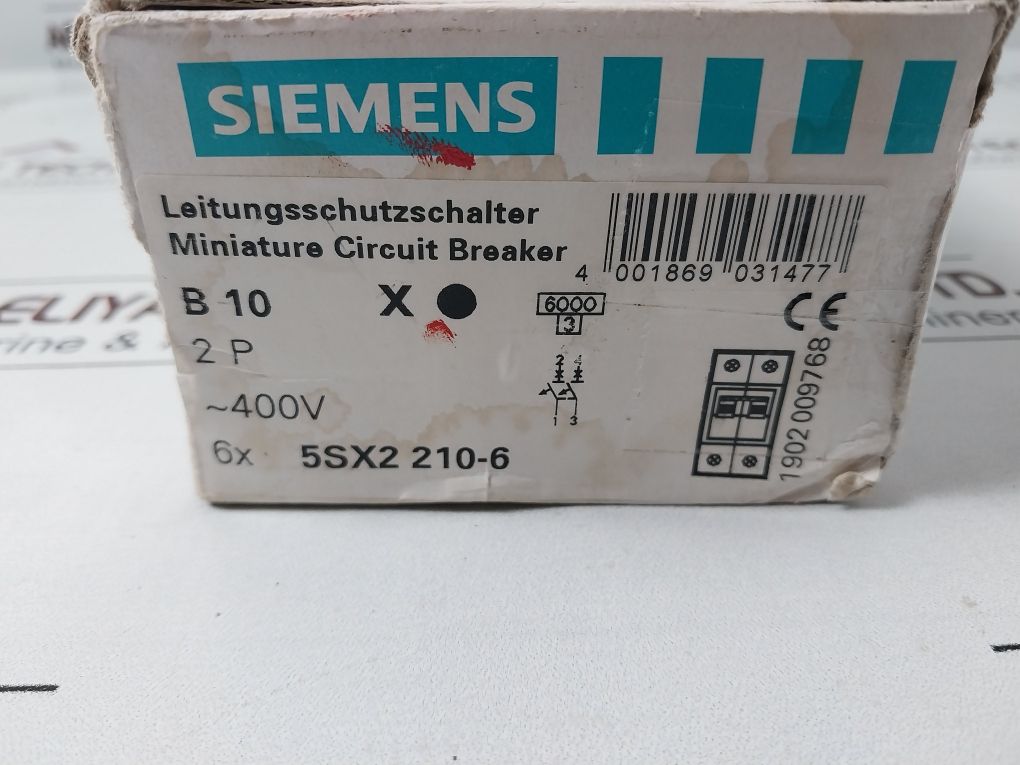 SIEMENS
Leitungsschutzschalter
Miniature Circuit Breaker
4 001869 031477
B 10 X 6000
3
CE
2 P
2 4
1 3
~400V
6x 5SX2 210-6
1902 009768